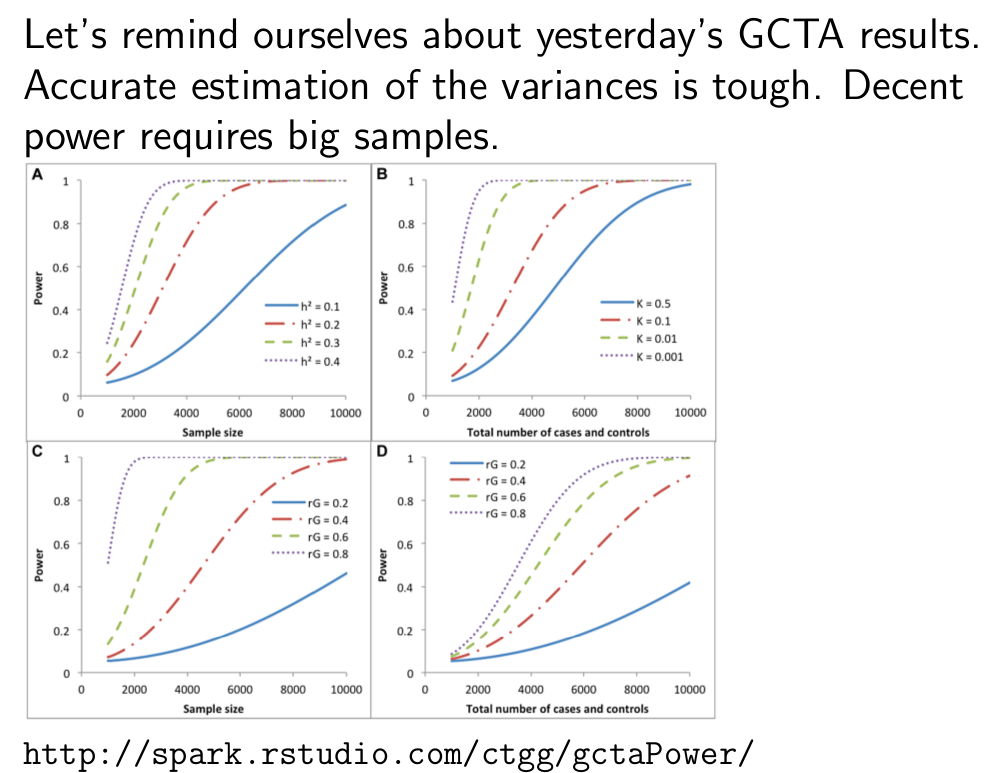 Let's remind ourselves about yesterday's GCTA results.
Accurate estimation of the variances is tough. Decent
power requires big samples.
A
1
0.8
0.6
0.4
0.2
0
Power
h² = 0.1
h² = 0.2
h² = 0.3
h² = 0.4
0 2000 4000 6000 8000 10000
Sample size
B
1
0.8
0.6
0.4
0.2
0
Power
K = 0.5
K = 0.1
K = 0.01
K = 0.001
0 2000 4000 6000 8000 10000
Total number of cases and controls
C
1
0.8
0.6
0.4
0.2
0
Power
rG = 0.2
rG = 0.4
rG = 0.6
rG = 0.8
0 2000 4000 6000 8000 10000
Sample size
D
1
0.8
0.6
0.4
0.2
0
Power
rG = 0.2
rG = 0.4
rG = 0.6
rG = 0.8
0 2000 4000 6000 8000 10000
Total number of cases and controls
http://spark.rstudio.com/ctgg/gctaPower/